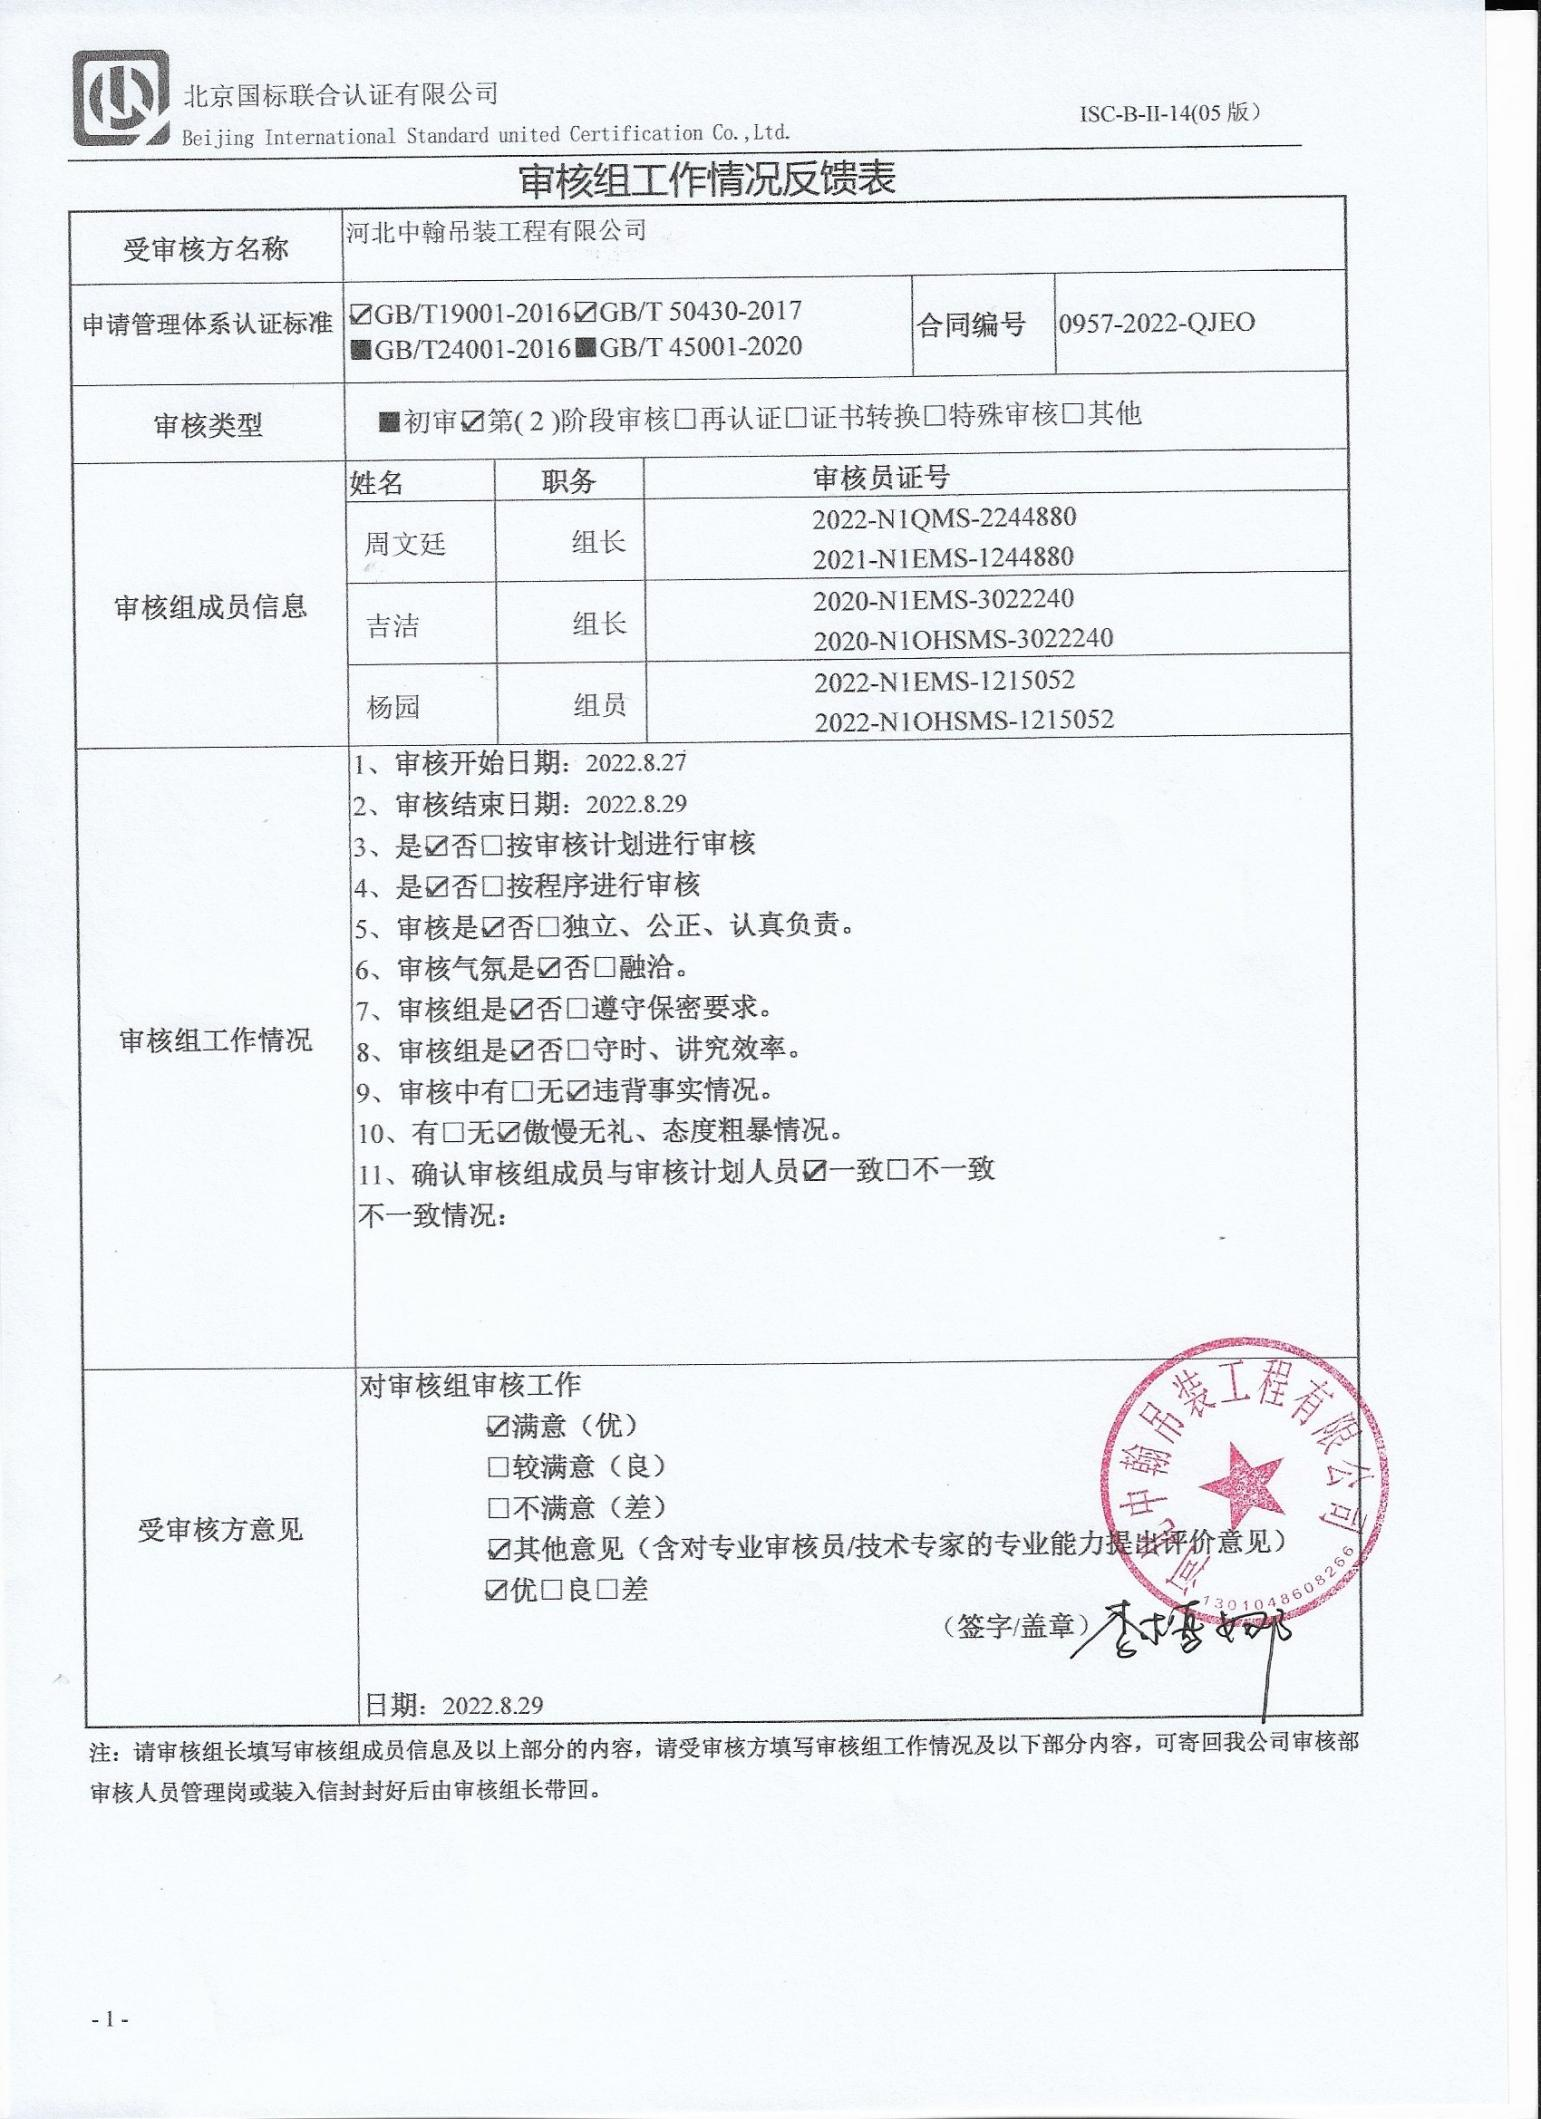 北京国标联合认证有限公司
Beijing International Standard united Certification Co.,Ltd.
ISC-B-II-14(05 版）
审核组工作情况反馈表
受审核方名称
河北中翰吊装工程有限公司
申请管理体系认证标准
☑GB/T19001-2016☑GB/T 50430-2017
■GB/T24001-2016■GB/T 45001-2020
合同编号
0957-2022-QJEO
审核类型
■初审☑第( 2 )阶段审核□再认证□证书转换□特殊审核□其他
审核组成员信息
姓名 职务 审核员证号
周文廷 组长 2022-N1QMS-2244880
2021-N1EMS-1244880
吉洁 组长 2020-N1EMS-3022240
2020-N1OHSMS-3022240
杨园 组员 2022-N1EMS-1215052
2022-N1OHSMS-1215052
审核组工作情况
1、审核开始日期：2022.8.27
2、审核结束日期：2022.8.29
3、是☑否□按审核计划进行审核
4、是☑否□按程序进行审核
5、审核是☑否□独立、公正、认真负责。
6、审核气氛是☑否□融洽。
7、审核组是☑否□遵守保密要求。
8、审核组是☑否□守时、讲究效率。
9、审核中有□无☑违背事实情况。
10、有□无☑傲慢无礼、态度粗暴情况。
11、确认审核组成员与审核计划人员☑一致□不一致
不一致情况：
受审核方意见
对审核组审核工作
☑满意（优）
□较满意（良）
□不满意（差）
☑其他意见（含对专业审核员/技术专家的专业能力提出评价意见）
☑优□良□差
（签字/盖章）
河北中翰吊装工程有限公司
1301048608266
日期：2022.8.29
注：请审核组长填写审核组成员信息及以上部分的内容，请受审核方填写审核组工作情况及以下部分内容，可寄回我公司审核部
审核人员管理岗或装入信封封好后由审核组长带回。
- 1 -